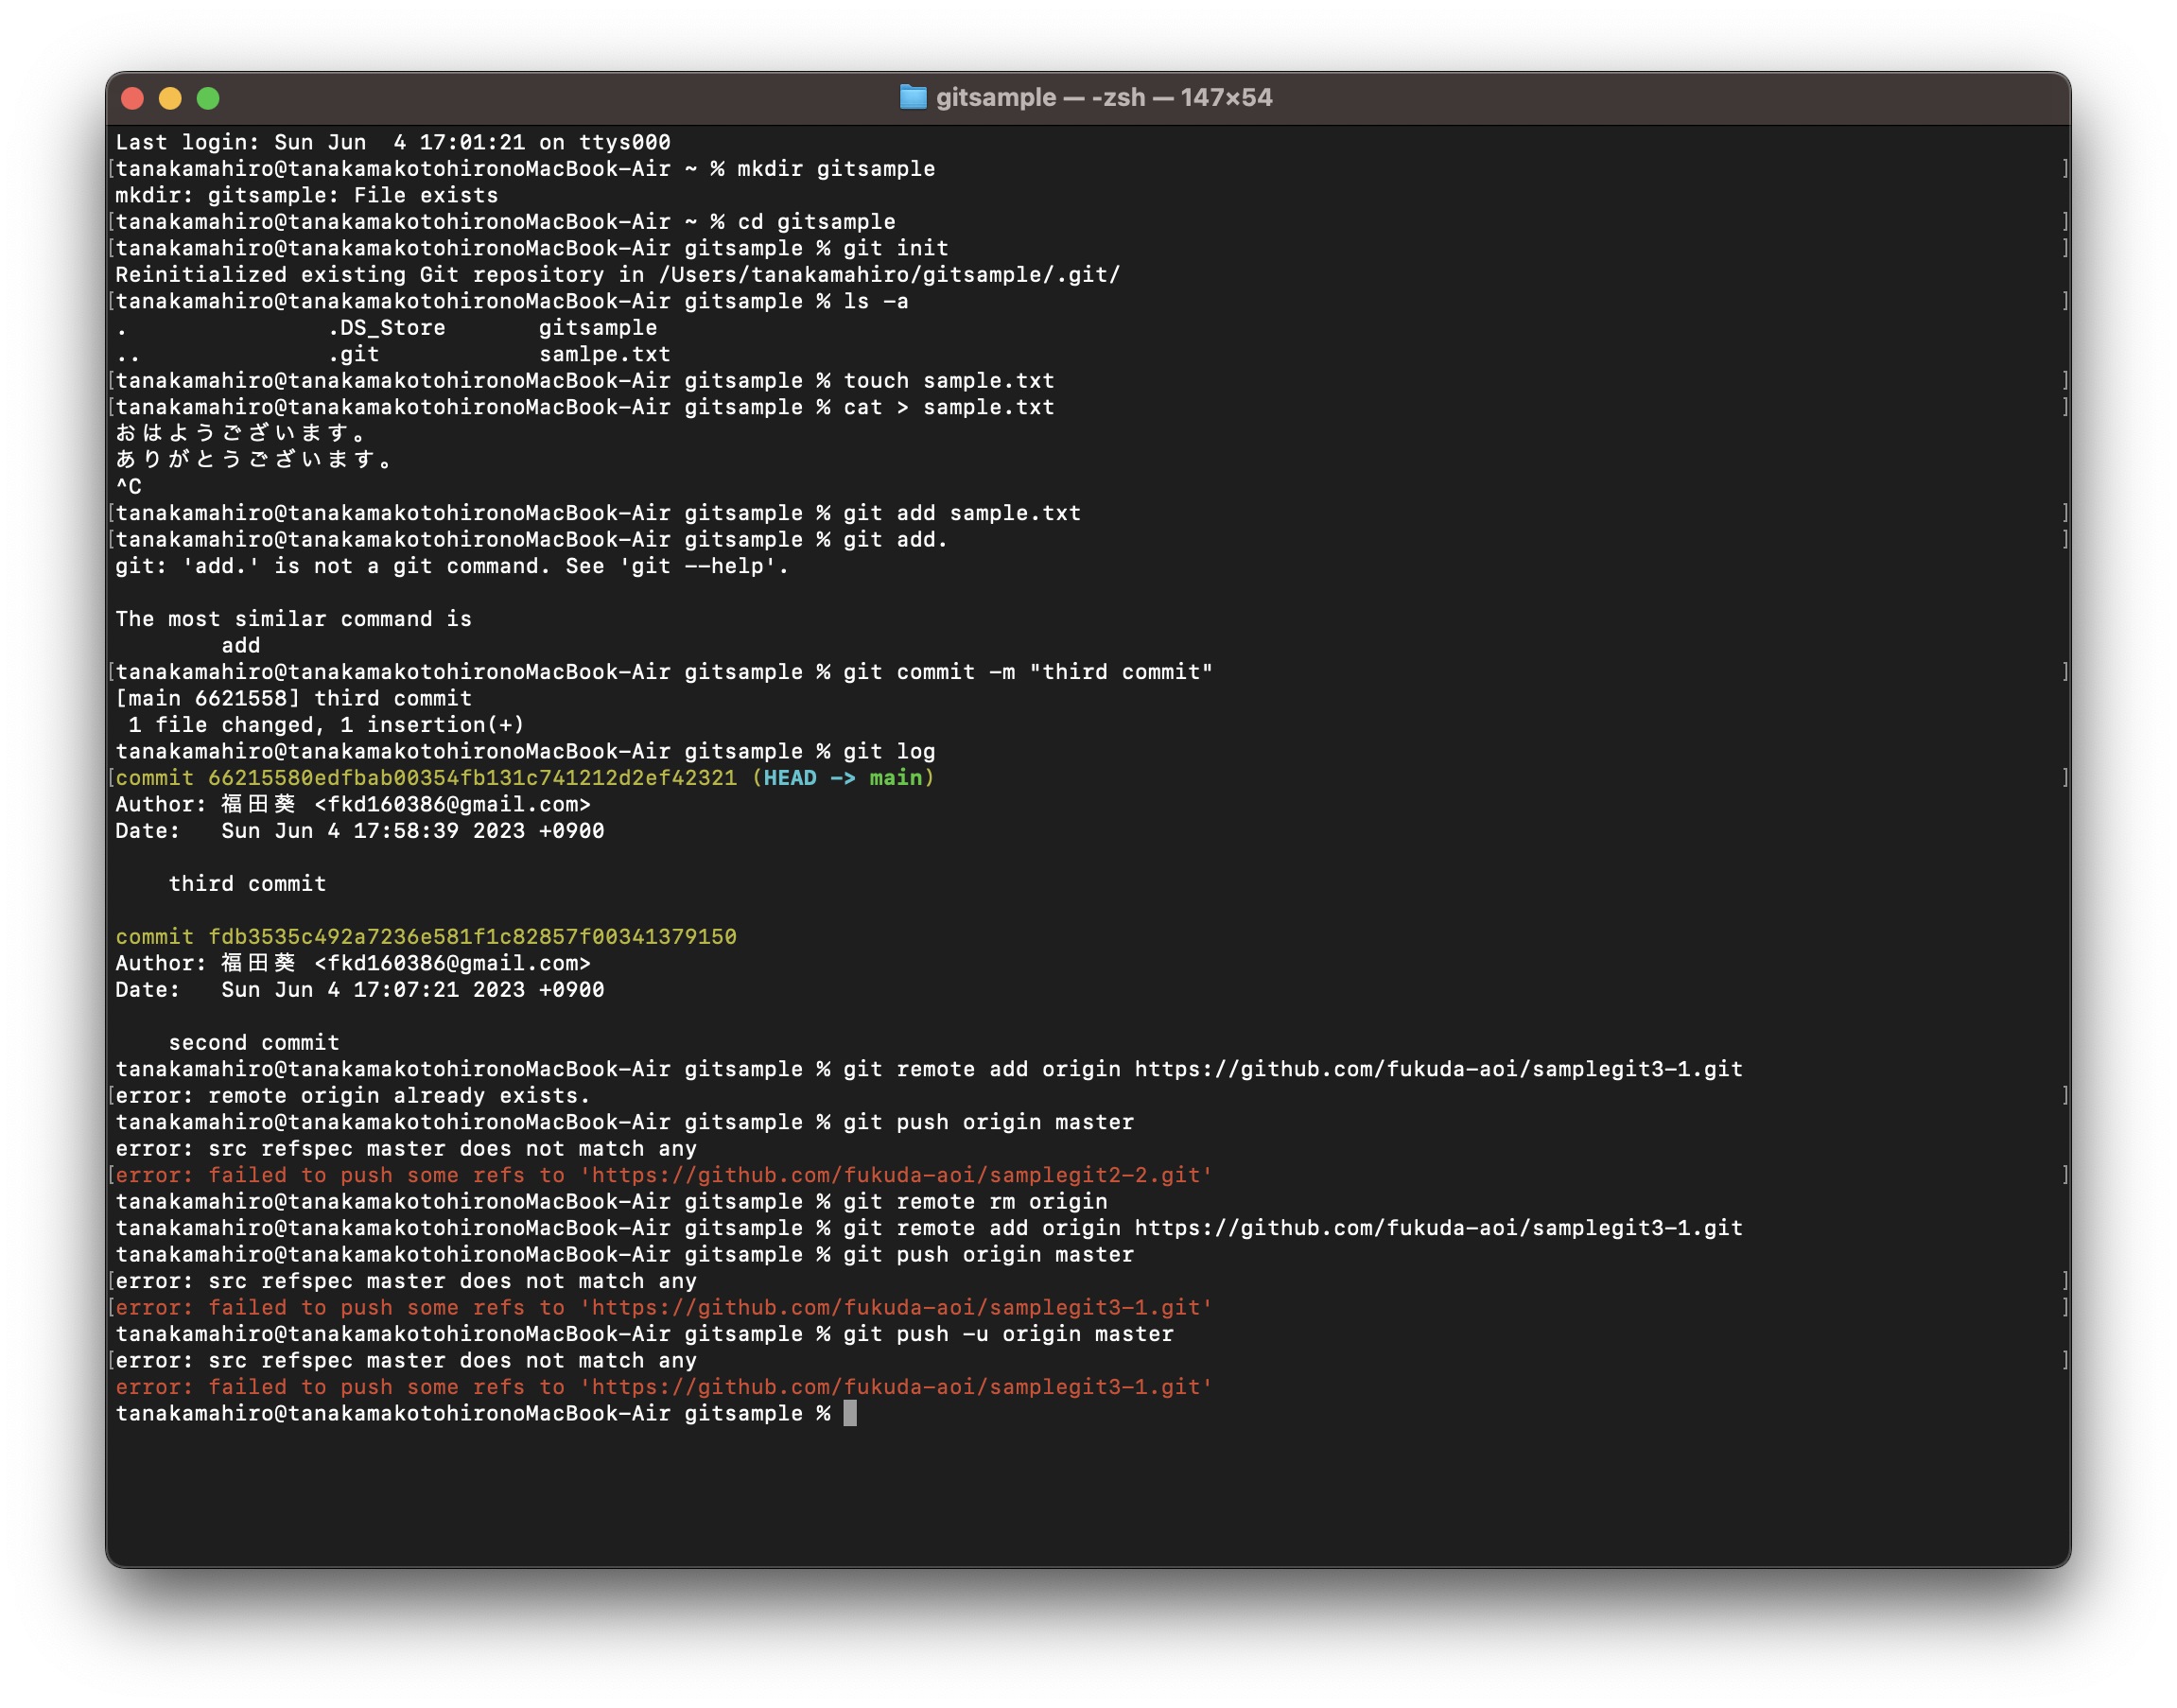 gitsample — -zsh — 147×54
Last login: Sun Jun  4 17:01:21 on ttys000
[tanakamahiro@tanakamakotohironoMacBook-Air ~ % mkdir gitsample ]
mkdir: gitsample: File exists
[tanakamahiro@tanakamakotohironoMacBook-Air ~ % cd gitsample ]
[tanakamahiro@tanakamakotohironoMacBook-Air gitsample % git init ]
Reinitialized existing Git repository in /Users/tanakamahiro/gitsample/.git/
[tanakamahiro@tanakamakotohironoMacBook-Air gitsample % ls -a ]
. .DS_Store gitsample
.. .git samlpe.txt
[tanakamahiro@tanakamakotohironoMacBook-Air gitsample % touch sample.txt ]
[tanakamahiro@tanakamakotohironoMacBook-Air gitsample % cat > sample.txt ]
おはようございます。
ありがとうございます。
^C
[tanakamahiro@tanakamakotohironoMacBook-Air gitsample % git add sample.txt ]
[tanakamahiro@tanakamakotohironoMacBook-Air gitsample % git add. ]
git: 'add.' is not a git command. See 'git --help'.
The most similar command is
add
[tanakamahiro@tanakamakotohironoMacBook-Air gitsample % git commit -m "third commit" ]
[main 6621558] third commit
1 file changed, 1 insertion(+)
tanakamahiro@tanakamakotohironoMacBook-Air gitsample % git log
[commit 66215580edfbab00354fb131c741212d2ef42321 (HEAD -> main) ]
Author: 福田葵 <fkd160386@gmail.com>
Date:   Sun Jun 4 17:58:39 2023 +0900
third commit
commit fdb3535c492a7236e581f1c82857f00341379150
Author: 福田葵 <fkd160386@gmail.com>
Date:   Sun Jun 4 17:07:21 2023 +0900
second commit
tanakamahiro@tanakamakotohironoMacBook-Air gitsample % git remote add origin https://github.com/fukuda-aoi/samplegit3-1.git
[error: remote origin already exists. ]
tanakamahiro@tanakamakotohironoMacBook-Air gitsample % git push origin master
error: src refspec master does not match any
[error: failed to push some refs to 'https://github.com/fukuda-aoi/samplegit2-2.git' ]
tanakamahiro@tanakamakotohironoMacBook-Air gitsample % git remote rm origin
tanakamahiro@tanakamakotohironoMacBook-Air gitsample % git remote add origin https://github.com/fukuda-aoi/samplegit3-1.git
tanakamahiro@tanakamakotohironoMacBook-Air gitsample % git push origin master
[error: src refspec master does not match any ]
[error: failed to push some refs to 'https://github.com/fukuda-aoi/samplegit3-1.git' ]
tanakamahiro@tanakamakotohironoMacBook-Air gitsample % git push -u origin master
[error: src refspec master does not match any ]
error: failed to push some refs to 'https://github.com/fukuda-aoi/samplegit3-1.git'
tanakamahiro@tanakamakotohironoMacBook-Air gitsample %